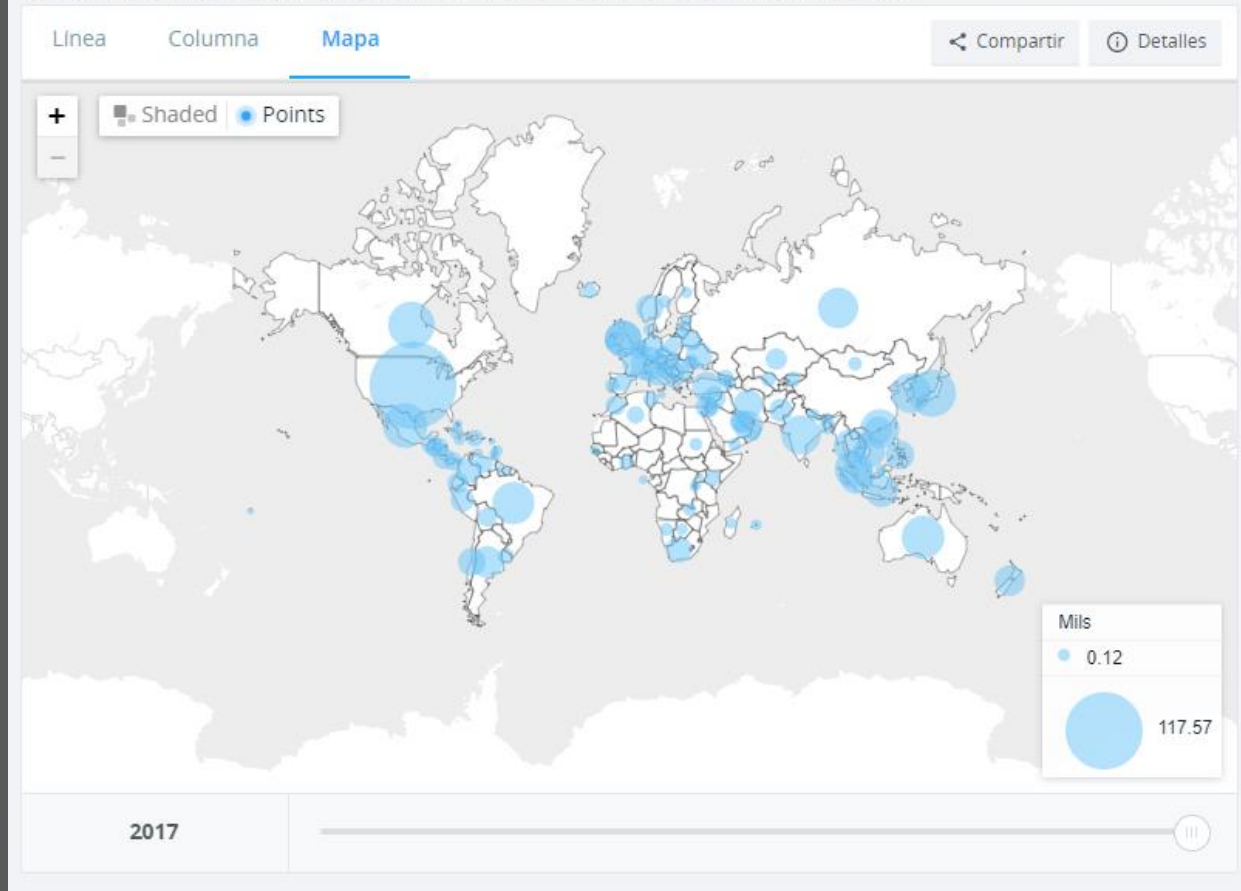 Línea Columna Mapa Compartir Detalles
+ Shaded Points
−
Mils
0.12
117.57
2017